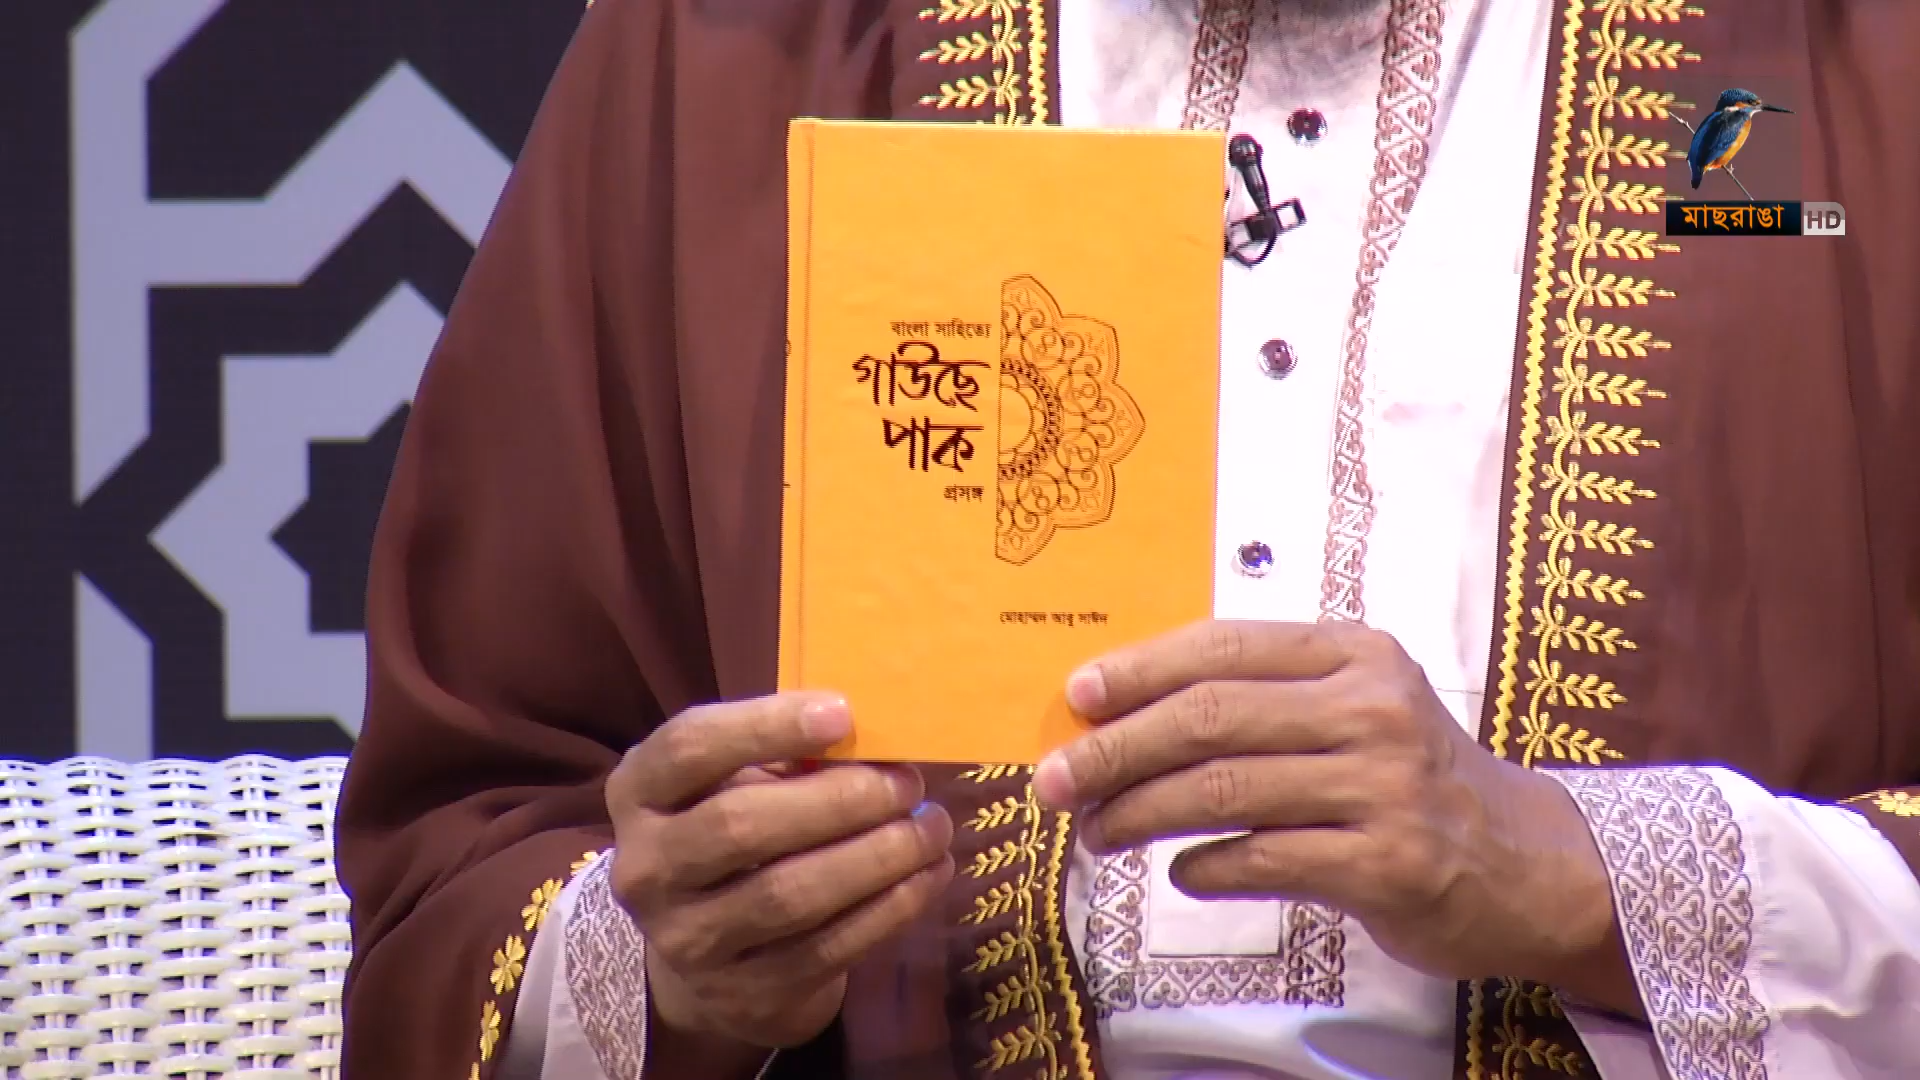 বাংলা সাহিত্যে
গাউছে
পাক
প্রসঙ্গ
মোহাম্মদ আবু সাঈদ
মাছরাঙা HD